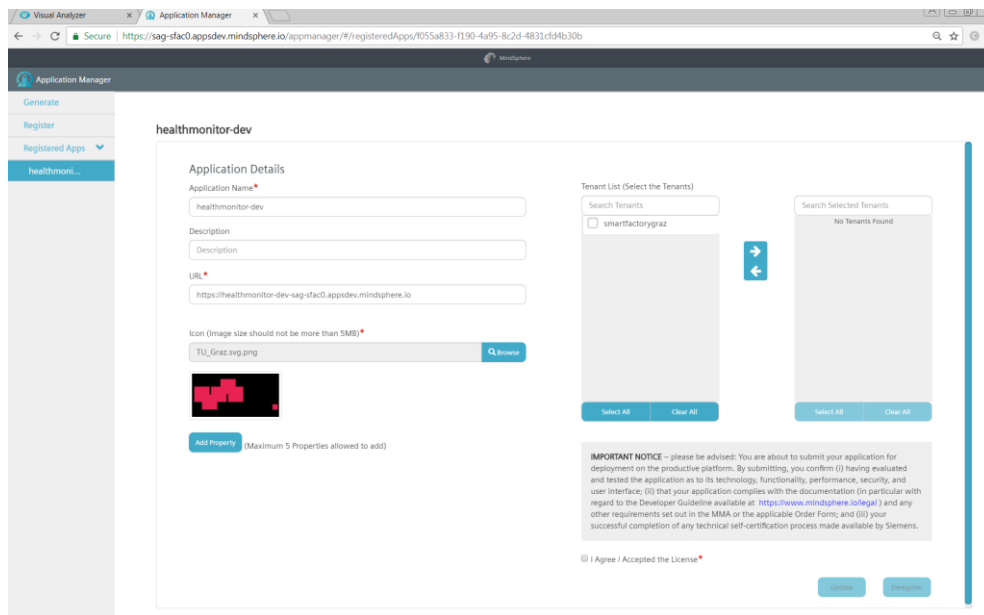 Visual Analyzer
Application Manager
Secure | https://sag-sfac0.appsdev.mindsphere.io/appmanager/#/registeredApps/f055a833-f190-4a95-8c2d-4831cfd4b30b
MindSphere
Application Manager
Generate
Register
Registered Apps
healthmoni...
healthmonitor-dev
Application Details
Application Name*
healthmonitor-dev
Description
Description
URL*
https://healthmonitor-dev-sag-sfac0.appsdev.mindsphere.io
Icon (Image size should not be more than 5MB)*
TU_Graz.svg.png
Browse
Add Property (Maximum 5 Properties allowed to add)
Tenant List (Select the Tenants)
Search Tenants
smartfactorygraz
Select All
Clear All
Search Selected Tenants
No Tenants Found
Select All
Clear All
IMPORTANT NOTICE – please be advised: You are about to submit your application for
deployment on the productive platform. By submitting, you confirm (i) having evaluated
and tested the application as to its technology, functionality, performance, security, and
user interface; (ii) that your application complies with the documentation (in particular with
regard to the Developer Guideline available at https://www.mindsphere.io/legal ) and any
other requirements set out in the MMA or the applicable Order Form; and (iii) your
successful completion of any technical self-certification process made available by Siemens.
I Agree / Accepted the License*
Update
Deregister